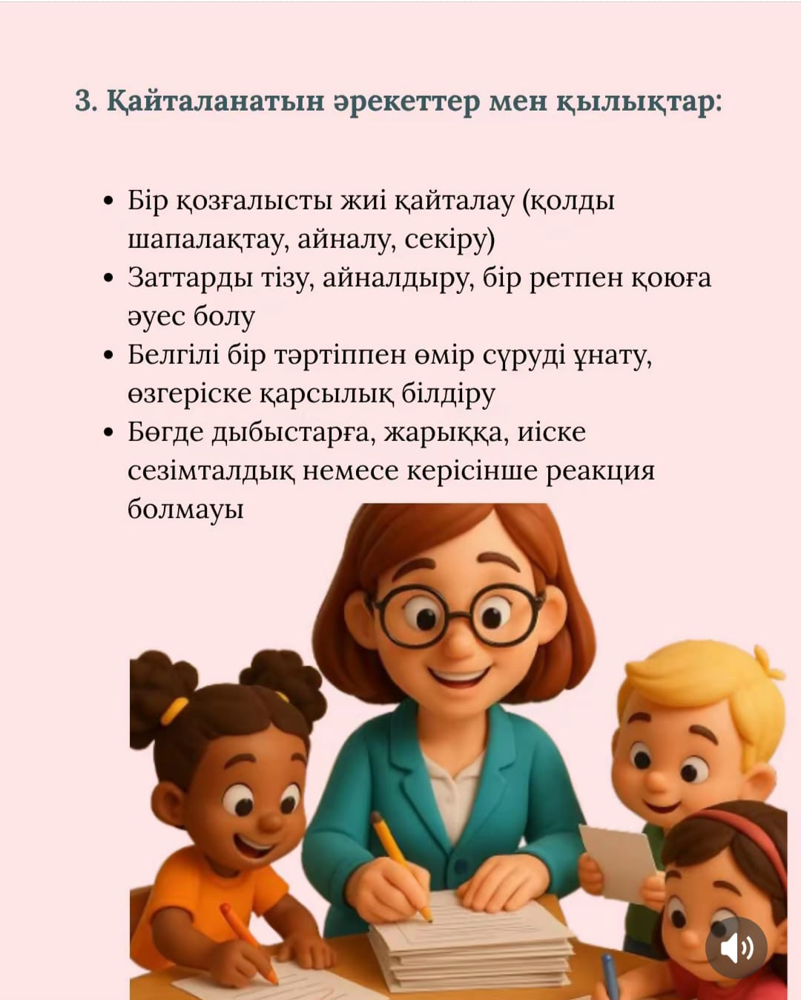 3. Қайталанатын әрекеттер мен қылықтар:
• Бір қозғалысты жиі қайталау (қолды
шапалақтау, айналу, секіру)
• Заттарды тізу, айналдыру, бір ретпен қоюға
әуес болу
• Белгілі бір тәртіппен өмір сүруді ұнату,
өзгеріске қарсылық білдіру
• Бөгде дыбыстарға, жарыққа, иіске
сезімталдық немесе керісінше реакция
болмауы